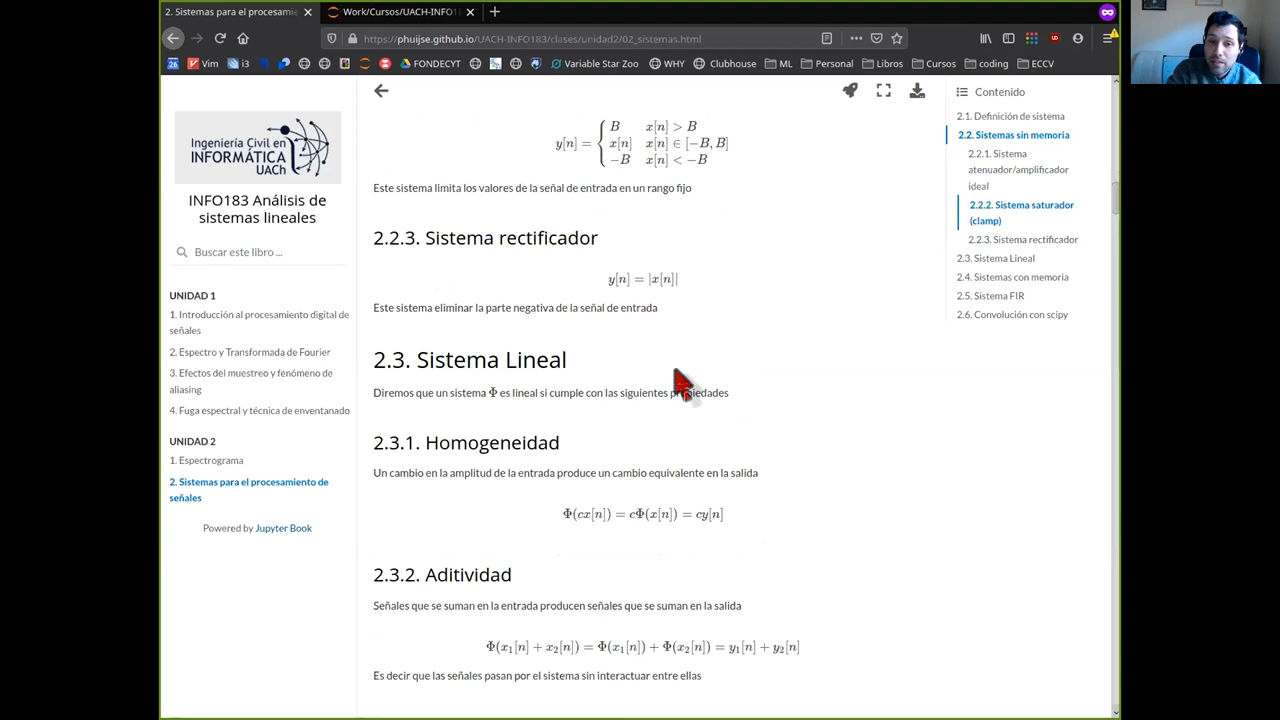 2. Sistemas para el procesamie
Work/Cursos/UACH-INFO1
https://phuijse.github.io/UACH-INFO183/clases/unidad2/02_sistemas.html
Vim
i3
FONDECYT
Variable Star Zoo
WHY
Clubhouse
ML
Personal
Libros
Cursos
coding
ECCV
Ingeniería Civil en
INFORMÁTICA
UACh
INFO183 Análisis de
sistemas lineales
Buscar este libro ...
UNIDAD 1
1. Introducción al procesamiento digital de
señales
2. Espectro y Transformada de Fourier
3. Efectos del muestreo y fenómeno de
aliasing
4. Fuga espectral y técnica de enventanado
UNIDAD 2
1. Espectrograma
2. Sistemas para el procesamiento de
señales
Powered by Jupyter Book
y[n] = { B x[n] > B
x[n] x[n] ∈ [−B, B]
−B x[n] < −B
Este sistema limita los valores de la señal de entrada en un rango fijo
2.2.3. Sistema rectificador
y[n] = |x[n]|
Este sistema eliminar la parte negativa de la señal de entrada
2.3. Sistema Lineal
Diremos que un sistema Φ es lineal si cumple con las siguientes propiedades
2.3.1. Homogeneidad
Un cambio en la amplitud de la entrada produce un cambio equivalente en la salida
Φ(cx[n]) = cΦ(x[n]) = cy[n]
2.3.2. Aditividad
Señales que se suman en la entrada producen señales que se suman en la salida
Φ(x₁[n] + x₂[n]) = Φ(x₁[n]) + Φ(x₂[n]) = y₁[n] + y₂[n]
Es decir que las señales pasan por el sistema sin interactuar entre ellas
Contenido
2.1. Definición de sistema
2.2. Sistemas sin memoria
2.2.1. Sistema
atenuador/amplificador
ideal
2.2.2. Sistema saturador
(clamp)
2.2.3. Sistema rectificador
2.3. Sistema Lineal
2.4. Sistemas con memoria
2.5. Sistema FIR
2.6. Convolución con scipy